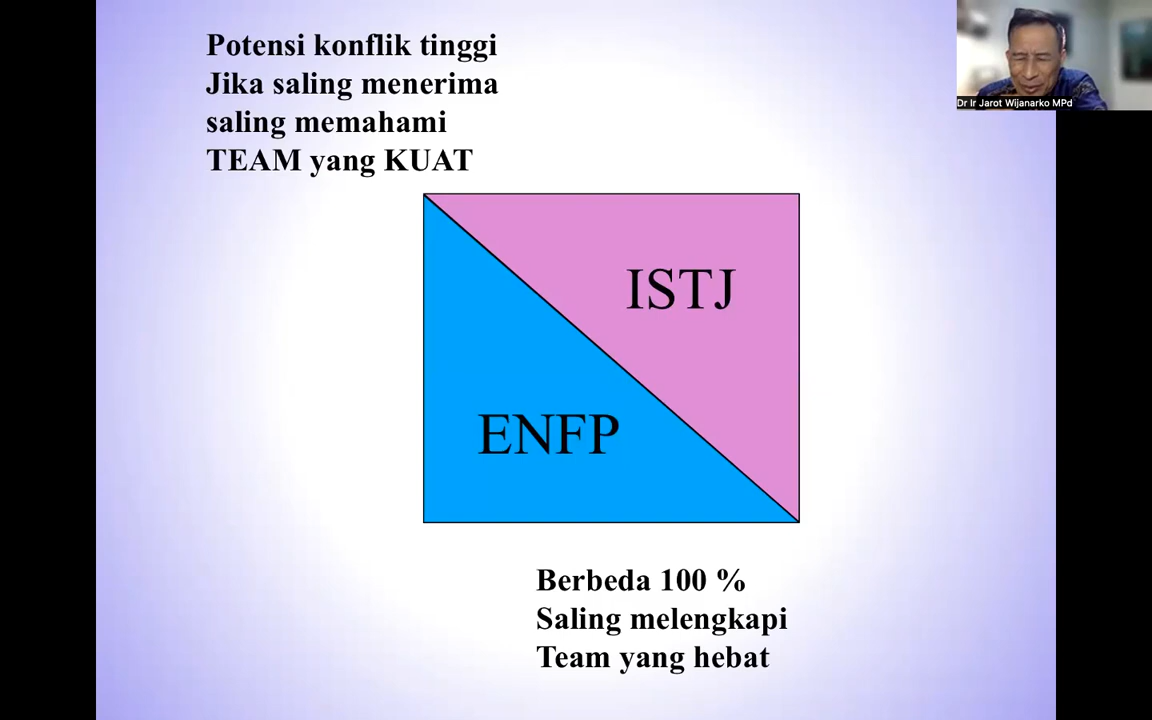 Potensi konflik tinggi
Jika saling menerima
saling memahami
TEAM yang KUAT
Dr Ir Jarot Wijanarko MPd
ISTJ
ENFP
Berbeda 100 %
Saling melengkapi
Team yang hebat